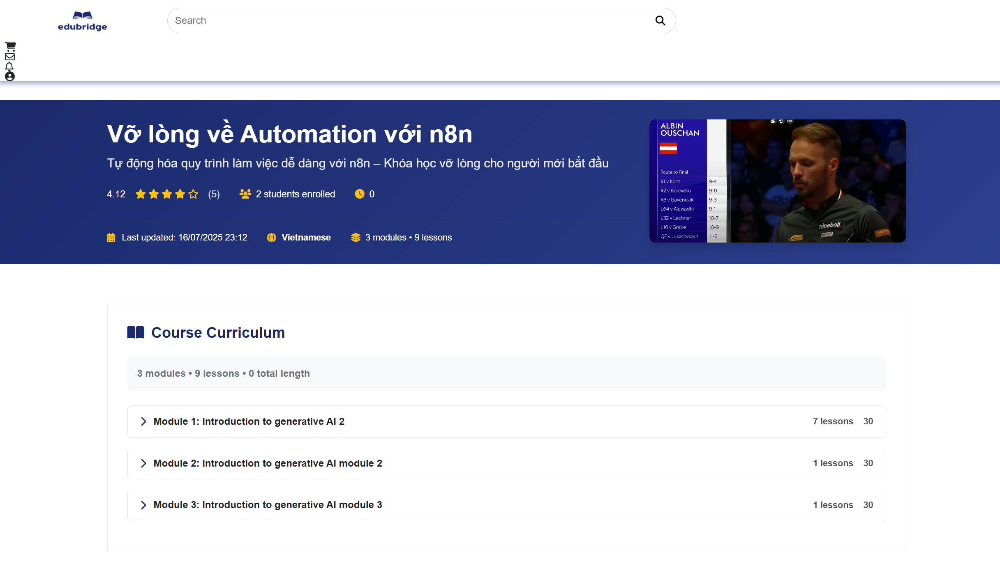 edubridge
Search
Vỡ lòng về Automation với n8n
Tự động hóa quy trình làm việc dễ dàng với n8n – Khóa học vỡ lòng cho người mới bắt đầu
4.12 (5) 2 students enrolled 0
Last updated: 16/07/2025 23:12 Vietnamese 3 modules • 9 lessons
ALBIN
OUSCHAN
Route to Final
R1 v Kont 9-4
R2 v Borowski 9-0
R3 v Gavenciak 9-3
L64 v Alawadhi 9-1
L32 v Lechner 10-7
L16 v Grabe 10-9
QF v Juszczyszyn 11-5
nineball.
Course Curriculum
3 modules • 9 lessons • 0 total length
Module 1: Introduction to generative AI 2 7 lessons 30
Module 2: Introduction to generative AI module 2 1 lessons 30
Module 3: Introduction to generative AI module 3 1 lessons 30